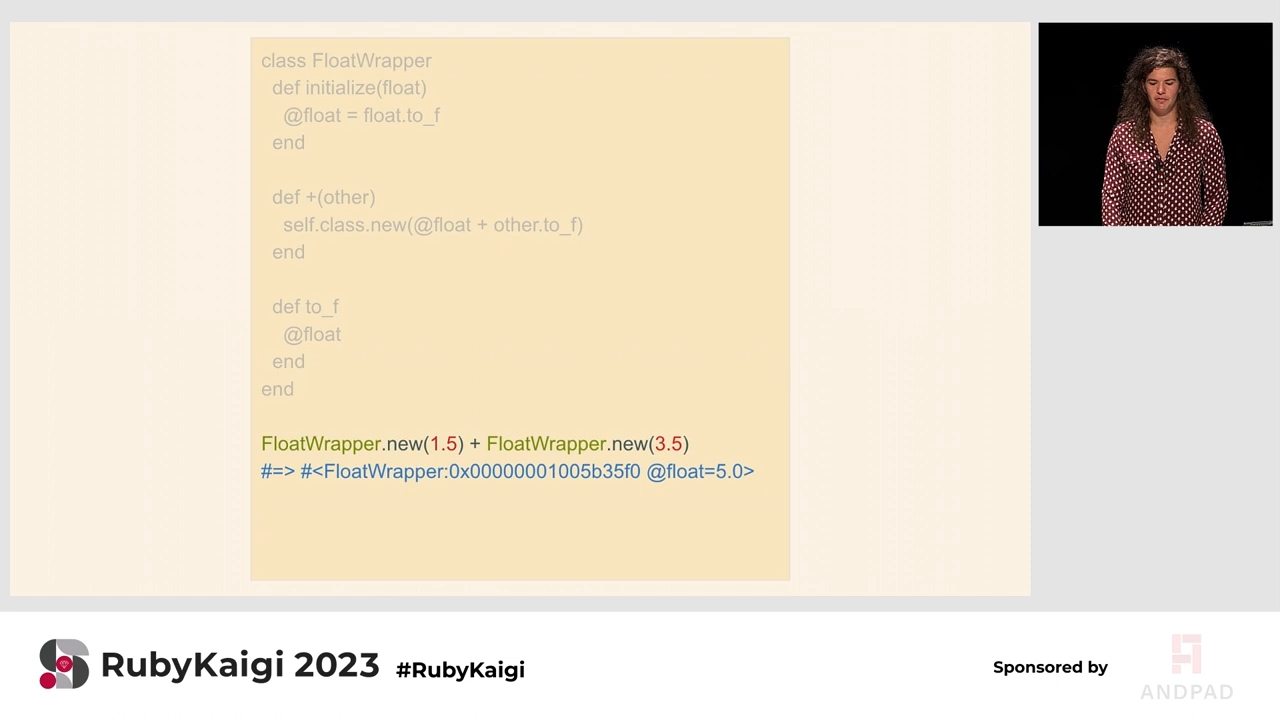 class FloatWrapper
def initialize(float)
@float = float.to_f
end
def +(other)
self.class.new(@float + other.to_f)
end
def to_f
@float
end
end
FloatWrapper.new(1.5) + FloatWrapper.new(3.5)
#=> #<FloatWrapper:0x00000001005b35f0 @float=5.0>
RubyKaigi 2023 #RubyKaigi
Sponsored by
ANDPAD